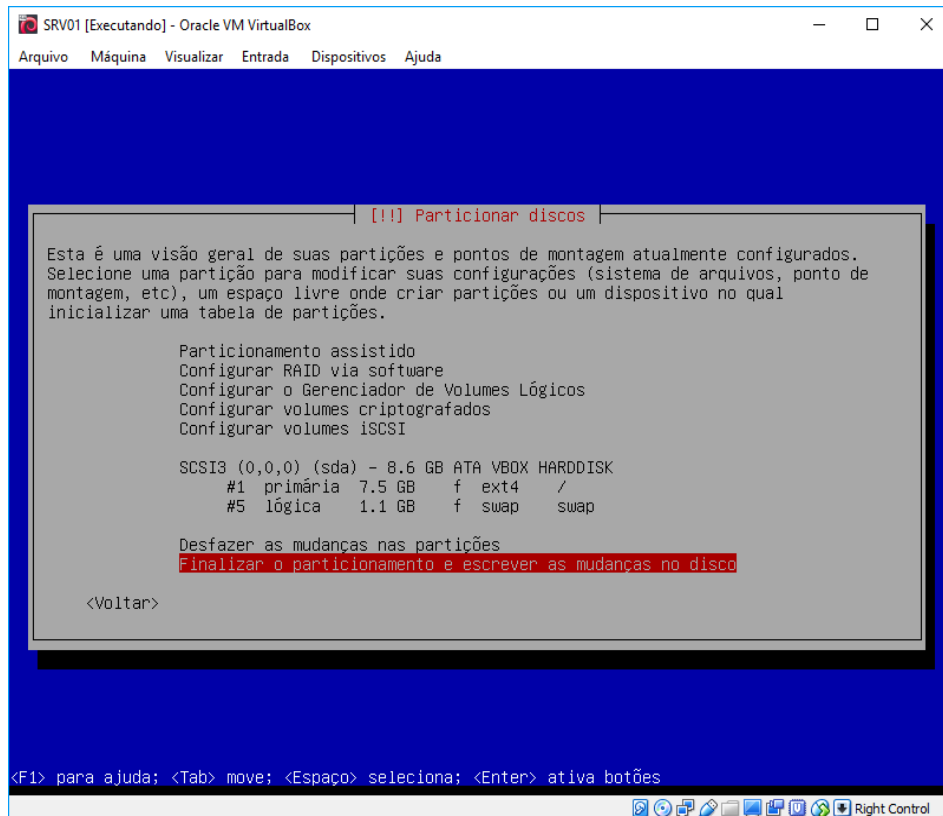 SRV01 [Executando] - Oracle VM VirtualBox
Arquivo Máquina Visualizar Entrada Dispositivos Ajuda
[!!] Particionar discos
Esta é uma visão geral de suas partições e pontos de montagem atualmente configurados.
Selecione uma partição para modificar suas configurações (sistema de arquivos, ponto de
montagem, etc), um espaço livre onde criar partições ou um dispositivo no qual
inicializar uma tabela de partições.
Particionamento assistido
Configurar RAID via software
Configurar o Gerenciador de Volumes Lógicos
Configurar volumes criptografados
Configurar volumes iSCSI
SCSI3 (0,0,0) (sda) - 8.6 GB ATA VBOX HARDDISK
#1 primária 7.5 GB f ext4 /
#5 lógica 1.1 GB f swap swap
Desfazer as mudanças nas partições
Finalizar o particionamento e escrever as mudanças no disco
<Voltar>
<F1> para ajuda; <Tab> move; <Espaço> seleciona; <Enter> ativa botões
Right Control